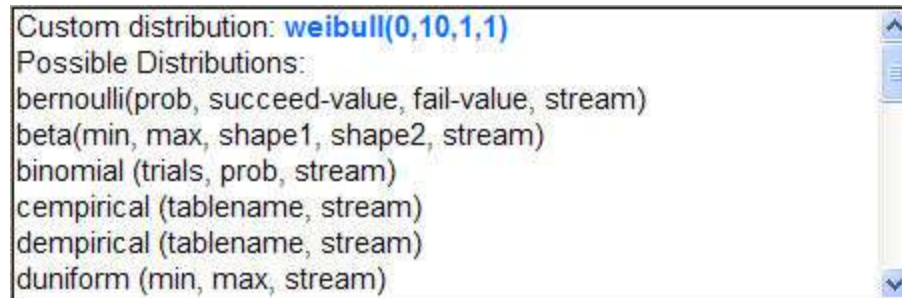 Custom distribution: weibull(0,10,1,1)
Possible Distributions:
bernoulli(prob, succeed-value, fail-value, stream)
beta(min, max, shape1, shape2, stream)
binomial (trials, prob, stream)
cempirical (tablename, stream)
dempirical (tablename, stream)
duniform (min, max, stream)